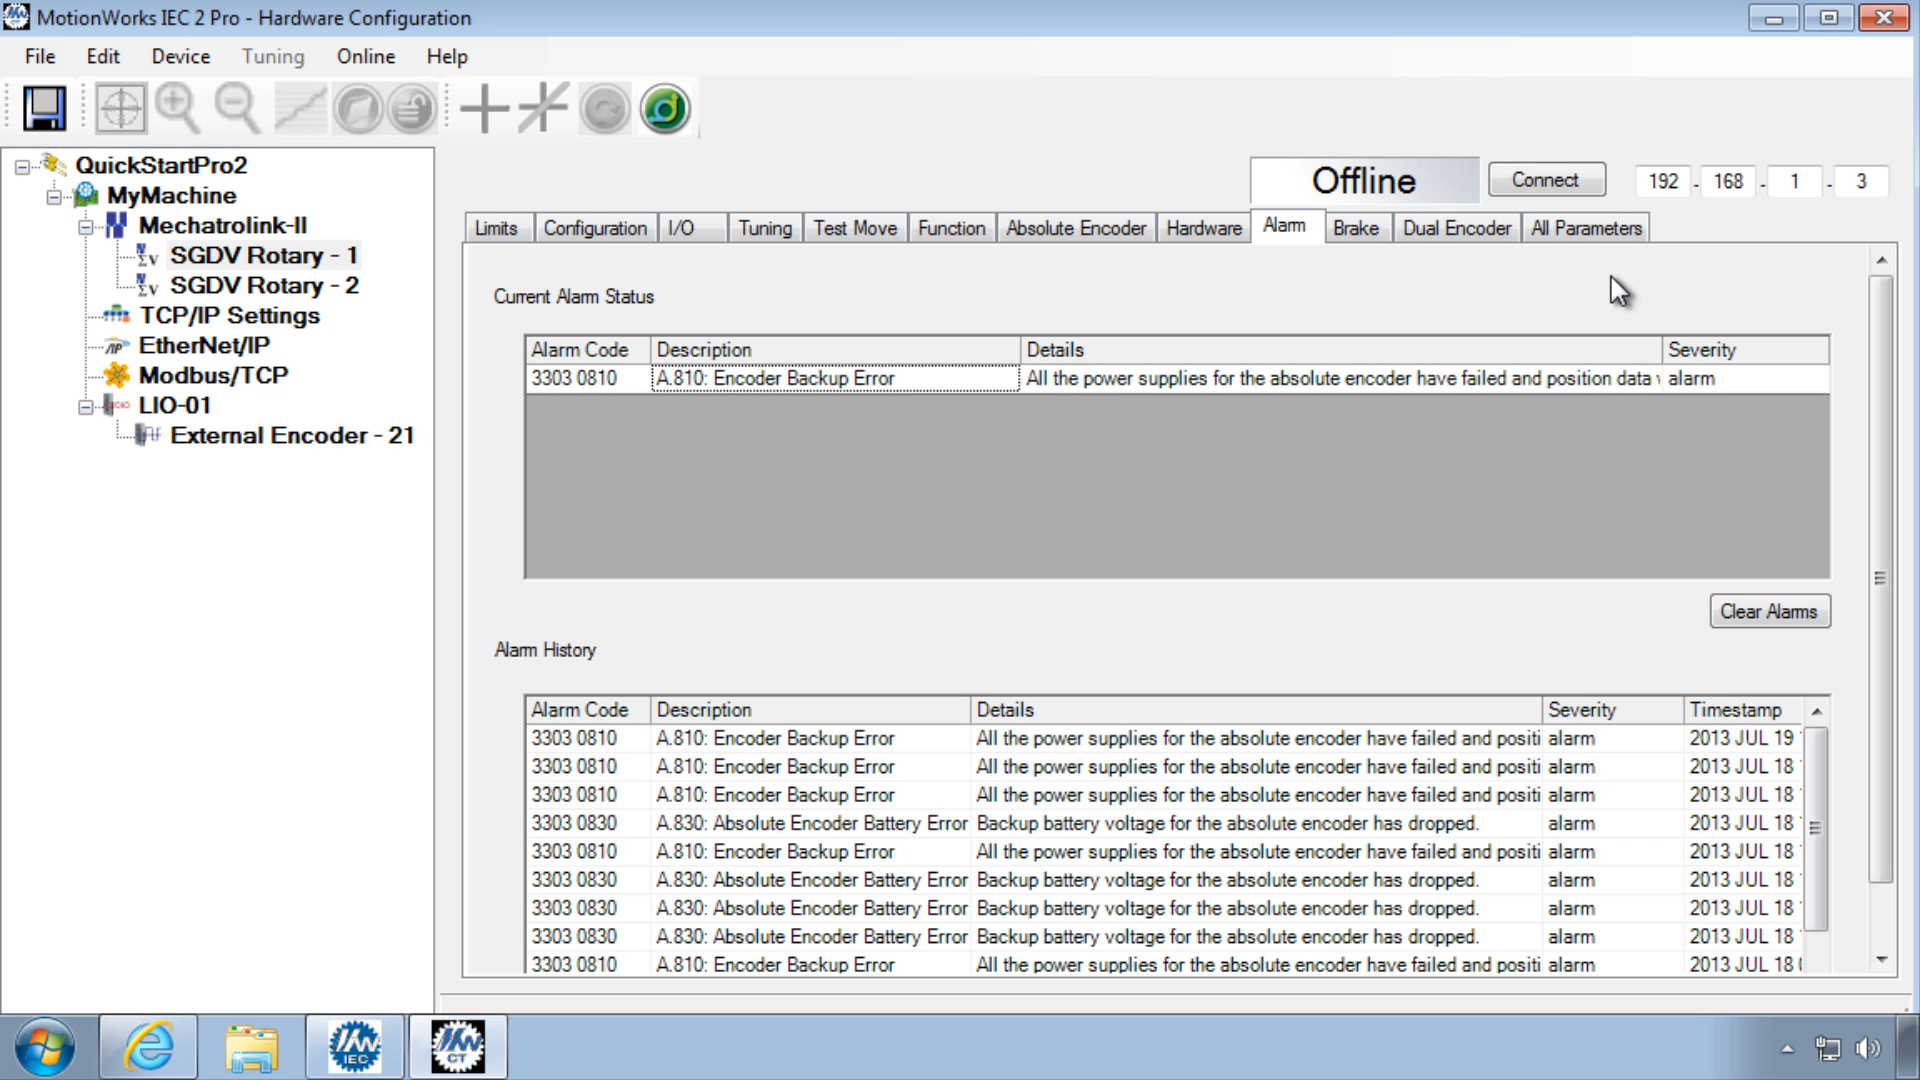 MotionWorks IEC 2 Pro - Hardware Configuration
File Edit Device Tuning Online Help
QuickStartPro2
MyMachine
Mechatrolink-II
SGDV Rotary - 1
SGDV Rotary - 2
TCP/IP Settings
EtherNet/IP
Modbus/TCP
LIO-01
External Encoder - 21
Offline Connect 192 . 168 . 1 . 3
Limits Configuration I/O Tuning Test Move Function Absolute Encoder Hardware Alarm Brake Dual Encoder All Parameters
Current Alarm Status
Alarm Code Description Details Severity
3303 0810 A.810: Encoder Backup Error All the power supplies for the absolute encoder have failed and position data alarm
Clear Alarms
Alarm History
Alarm Code Description Details Severity Timestamp
3303 0810 A.810: Encoder Backup Error All the power supplies for the absolute encoder have failed and positi alarm 2013 JUL 19
3303 0810 A.810: Encoder Backup Error All the power supplies for the absolute encoder have failed and positi alarm 2013 JUL 18
3303 0810 A.810: Encoder Backup Error All the power supplies for the absolute encoder have failed and positi alarm 2013 JUL 18
3303 0830 A.830: Absolute Encoder Battery Error Backup battery voltage for the absolute encoder has dropped. alarm 2013 JUL 18
3303 0810 A.810: Encoder Backup Error All the power supplies for the absolute encoder have failed and positi alarm 2013 JUL 18
3303 0830 A.830: Absolute Encoder Battery Error Backup battery voltage for the absolute encoder has dropped. alarm 2013 JUL 18
3303 0830 A.830: Absolute Encoder Battery Error Backup battery voltage for the absolute encoder has dropped. alarm 2013 JUL 18
3303 0830 A.830: Absolute Encoder Battery Error Backup battery voltage for the absolute encoder has dropped. alarm 2013 JUL 18
3303 0810 A.810: Encoder Backup Error All the power supplies for the absolute encoder have failed and positi alarm 2013 JUL 18
IEC
CT